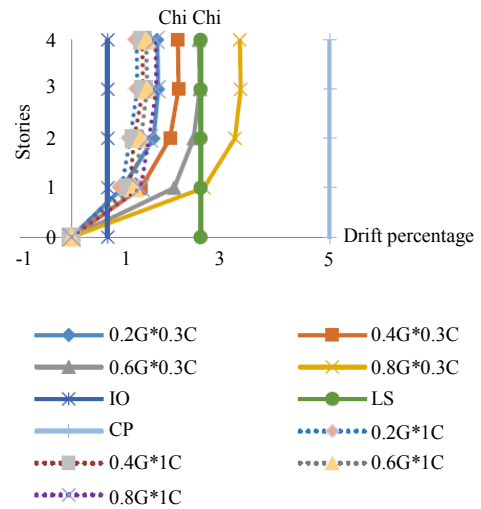 Chi Chi
4
3
2
1
0
Stories
-1 1 3 5
Drift percentage
0.2G*0.3C 0.4G*0.3C
0.6G*0.3C 0.8G*0.3C
IO LS
CP 0.2G*1C
0.4G*1C 0.6G*1C
0.8G*1C